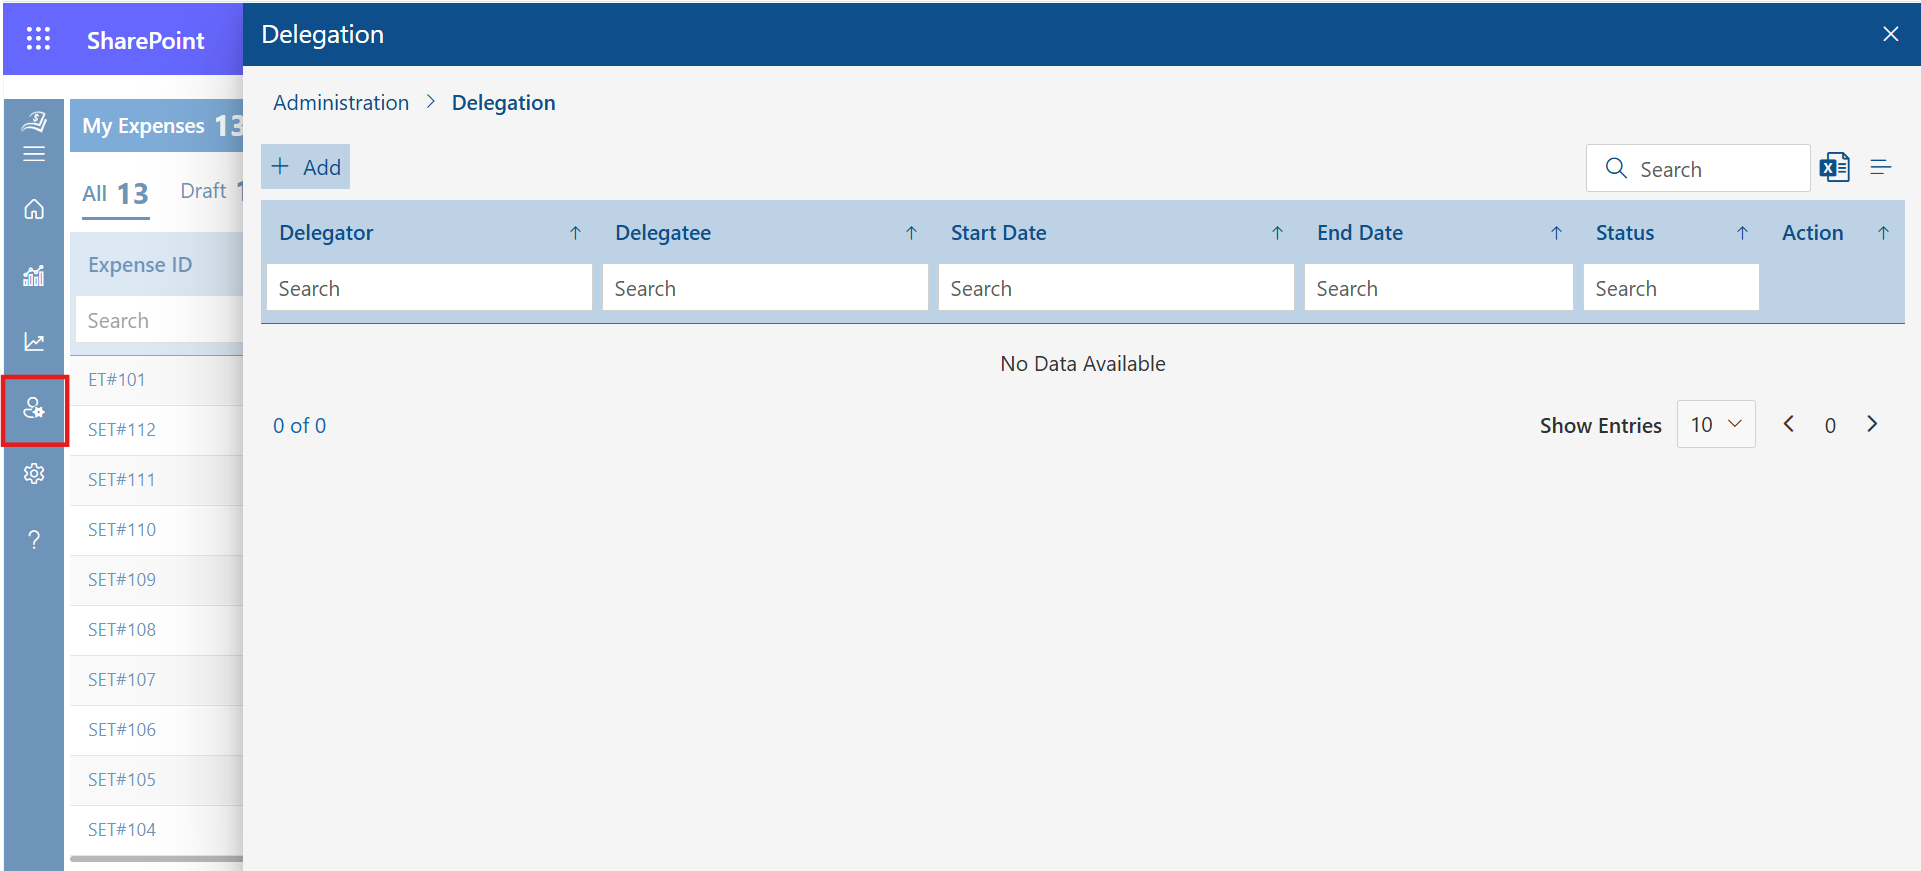 SharePoint
Delegation
Administration > Delegation
My Expenses 13
All 13 Draft
+ Add
Search
Delegator Delegatee Start Date End Date Status Action
Search Search Search Search Search
Expense ID
Search
No Data Available
ET#101
SET#112
0 of 0
Show Entries 10 0
SET#111
SET#110
?
SET#109
SET#108
SET#107
SET#106
SET#105
SET#104